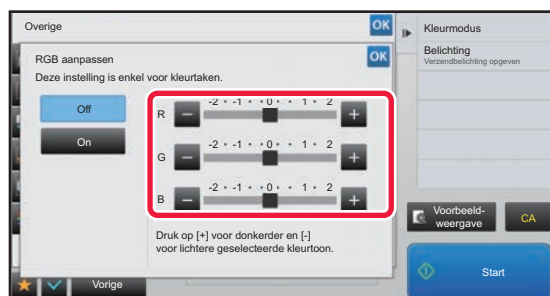 Overige
OK
Kleurmodus
Belichting
Verzendbelichting opgeven
RGB aanpassen
OK
Deze instelling is enkel voor kleurtaken.
Off
On
R
-2 • -1 • • 0 • • 1 • 2
G
-2 • -1 • • 0 • • 1 • 2
B
-2 • -1 • • 0 • • 1 • 2
Druk op [+] voor donkerder en [-]
voor lichtere geselecteerde kleurtoon.
Voorbeeld-
weergave
CA
Vorige
Start